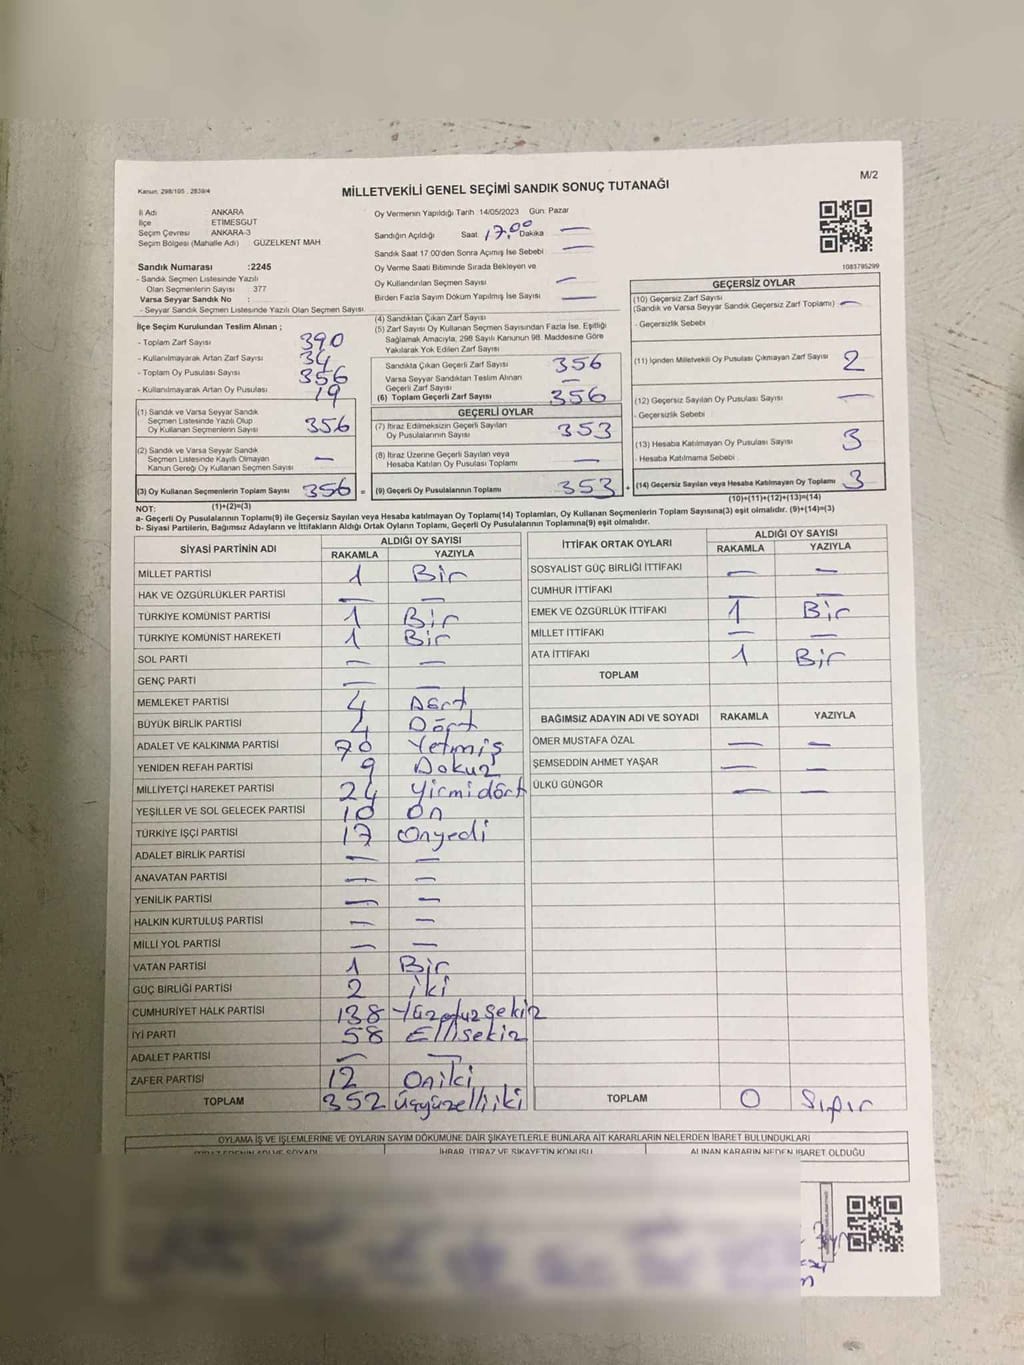 M/2
Kanun: 298/105 , 2839/4
MİLLETVEKİLİ GENEL SEÇİMİ SANDIK SONUÇ TUTANAĞI
İl Adı ANKARA
İlçe ETİMESGUT
Seçim Çevresi ANKARA-3
Seçim Bölgesi (Mahalle Adı) GÜZELKENT MAH
Sandık Numarası :2245
- Sandık Seçmen Listesinde Yazılı
Olan Seçmenlerin Sayısı 377
Varsa Seyyar Sandık No :
- Seyyar Sandık Seçmen Listesinde Yazılı Olan Seçmen Sayısı
Oy Vermenin Yapıldığı Tarih 14/05/2023 Gün: Pazar
Sandığın Açıldığı Saat 17.00 Dakika —
Sandık Saat 17:00'den Sonra Açımış İse Sebebi —
Oy Verme Saati Bitiminde Sırada Bekleyen ve
Oy Kullandırılan Seçmen Sayısı —
Birden Fazla Sayım Döküm Yapılmış İse Sayısı —
1083795299
İlçe Seçim Kurulundan Teslim Alınan ;
- Toplam Zarf Sayısı 390
- Kullanılmayarak Artan Zarf Sayısı 34
- Toplam Oy Pusulası Sayısı 356
- Kullanılmayarak Artan Oy Pusulası 19
(1) Sandık ve Varsa Seyyar Sandık
Seçmen Listesinde Yazılı Olup
Oy Kullanan Seçmenlerin Sayısı 356
(2) Sandık ve Varsa Seyyar Sandık
Seçmen Listesinde Kayıtlı Olmayan
Kanun Gereği Oy Kullanan Seçmen Sayısı —
(3) Oy Kullanan Seçmenlerin Toplam Sayısı 356 =
(1)+(2)=(3)
(4) Sandıktan Çıkan Zarf Sayısı
(5) Zarf Sayısı Oy Kullanan Seçmen Sayısından Fazla İse, Eşitliği
Sağlamak Amacıyla, 298 Sayılı Kanunun 98. Maddesine Göre
Yakılarak Yok Edilen Zarf Sayısı
Sandıkta Çıkan Geçerli Zarf Sayısı 356
Varsa Seyyar Sandıktan Teslim Alınan
Geçerli Zarf Sayısı —
(6) Toplam Geçerli Zarf Sayısı 356
GEÇERLİ OYLAR
(7) İtiraz Edilmeksizin Geçerli Sayılan
Oy Pusulalarının Sayısı 353
(8) İtiraz Üzerine Geçerli Sayılan veya
Hesaba Katılan Oy Pusulası Toplamı —
(9) Geçerli Oy Pusulalarının Toplamı 353 +
GEÇERSİZ OYLAR
(10) Geçersiz Zarf Sayısı
(Sandık ve Varsa Seyyar Sandık Geçersiz Zarf Toplamı) —
- Geçersizlik Sebebi
(11) İçinden Milletvekili Oy Pusulası Çıkmayan Zarf Sayısı 2
(12) Geçersiz Sayılan Oy Pusulası Sayısı —
- Geçersizlik Sebebi
(13) Hesaba Katılmayan Oy Pusulası Sayısı 3
- Hesaba Katılmama Sebebi
(14) Geçersiz Sayılan veya Hesaba Katılmayan Oy Toplamı 3
(10)+(11)+(12)+(13)=(14)
NOT:
a- Geçerli Oy Pusulalarının Toplamı(9) ile Geçersiz Sayılan veya Hesaba katılmayan Oy Toplamı(14) Toplamları, Oy Kullanan Seçmenlerin Toplam Sayısına(3) eşit olmalıdır. (9)+(14)=(3)
b- Siyasi Partilerin, Bağımsız Adayların ve İttifakların Aldığı Ortak Oyların Toplamı, Geçerli Oy Pusulalarının Toplamına(9) eşit olmalıdır.
SİYASİ PARTİNİN ADI ALDIĞI OY SAYISI
RAKAMLA YAZIYLA
MİLLET PARTİSİ 1 Bir
HAK VE ÖZGÜRLÜKLER PARTİSİ — —
TÜRKİYE KOMÜNİST PARTİSİ 1 Bir
TÜRKİYE KOMÜNİST HAREKETİ 1 Bir
SOL PARTİ — —
GENÇ PARTİ — —
MEMLEKET PARTİSİ 4 Dört
BÜYÜK BİRLİK PARTİSİ 4 Dört
ADALET VE KALKINMA PARTİSİ 70 Yetmiş
YENİDEN REFAH PARTİSİ 9 Dokuz
MİLLİYETÇİ HAREKET PARTİSİ 24 Yirmidört
YEŞİLLER VE SOL GELECEK PARTİSİ 10 On
TÜRKİYE İŞÇİ PARTİSİ 17 Onyedi
ADALET BİRLİK PARTİSİ — —
ANAVATAN PARTİSİ — —
YENİLİK PARTİSİ — —
HALKIN KURTULUŞ PARTİSİ — —
MİLLİ YOL PARTİSİ — —
VATAN PARTİSİ 1 Bir
GÜÇ BİRLİĞİ PARTİSİ 2 iki
CUMHURİYET HALK PARTİSİ 138 Yüzotuzsekiz
İYİ PARTİ 58 Ellisekiz
ADALET PARTİSİ — —
ZAFER PARTİSİ 12 Oniki
TOPLAM 352 üçyüzelliiki
İTTİFAK ORTAK OYLARI ALDIĞI OY SAYISI
RAKAMLA YAZIYLA
SOSYALİST GÜÇ BİRLİĞİ İTTİFAKI — —
CUMHUR İTTİFAKI — —
EMEK VE ÖZGÜRLÜK İTTİFAKI 1 Bir
MİLLET İTTİFAKI — —
ATA İTTİFAKI 1 Bir
TOPLAM
BAĞIMSIZ ADAYIN ADI VE SOYADI RAKAMLA YAZIYLA
ÖMER MUSTAFA ÖZAL — —
ŞEMSEDDİN AHMET YAŞAR — —
ÜLKÜ GÜNGÖR — —
TOPLAM 0 Sıfır
OYLAMA İŞ VE İŞLEMLERİNE VE OYLARIN SAYIM DÖKÜMÜNE DAİR ŞİKAYETLERLE BUNLARA AİT KARARLARIN NELERDEN İBARET BULUNDUKLARI
İHBAR, İTİRAZ VE ŞİKAYETİN KONUSU ALINAN KARARIN NEDEN İBARET OLDUĞU